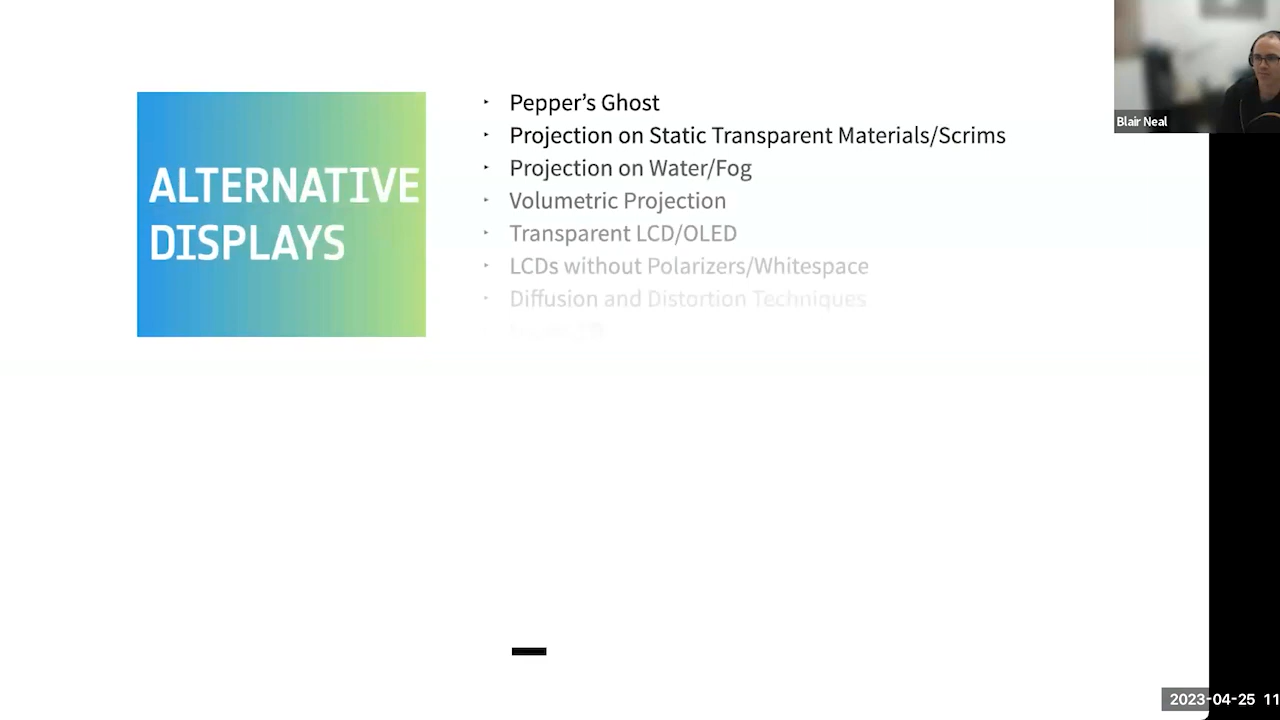 ALTERNATIVE
DISPLAYS
‣ Pepper’s Ghost
‣ Projection on Static Transparent Materials/Scrims
‣ Projection on Water/Fog
‣ Volumetric Projection
‣ Transparent LCD/OLED
‣ LCDs without Polarizers/Whitespace
‣ Diffusion and Distortion Techniques
Blair Neal
2023-04-25 11